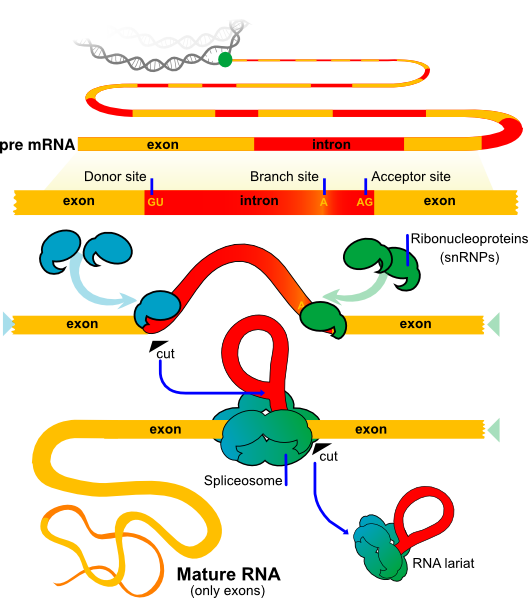 pre mRNA
exon
intron
Donor site
Branch site
Acceptor site
exon
GU
intron
A
AG
exon
Ribonucleoproteins
(snRNPs)
A
exon
exon
cut
exon
exon
cut
Spliceosome
RNA lariat
Mature RNA
(only exons)